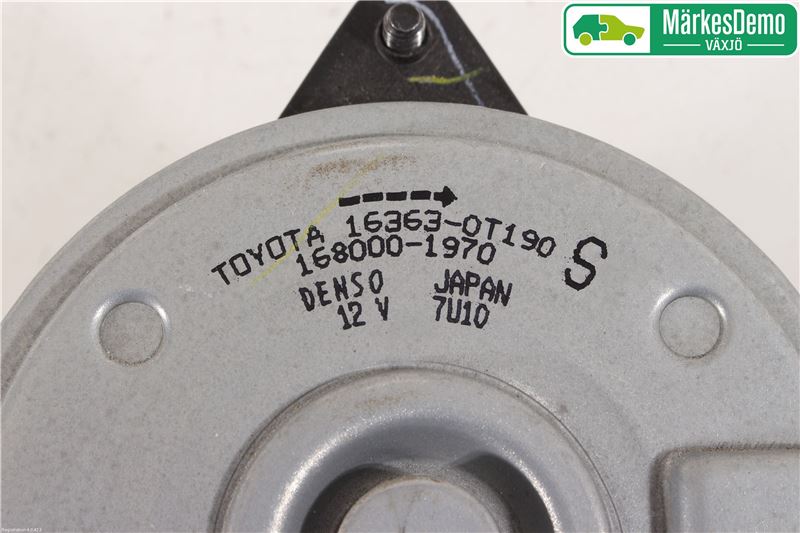 MärkesDemo
VÄXJÖ
TOYOTA 16363-0T190 S
168000-1970
DENSO JAPAN
12 V 7U10